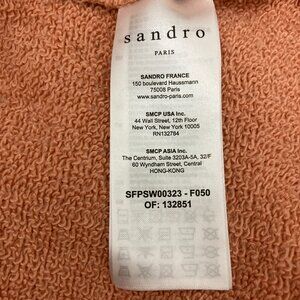 sandro
PARIS
SANDRO FRANCE
150 boulevard Haussmann
75008 Paris
www.sandro-paris.com
SMCP USA Inc.
44 Wall Street, 12th Floor
New York, New York 10005
RN132784
SMCP ASIA Inc.
The Centrium, Suite 3203A-5A, 32/F
60 Wyndham Street, Central
HONG-KONG
SFPSW00323 - F050
OF: 132851